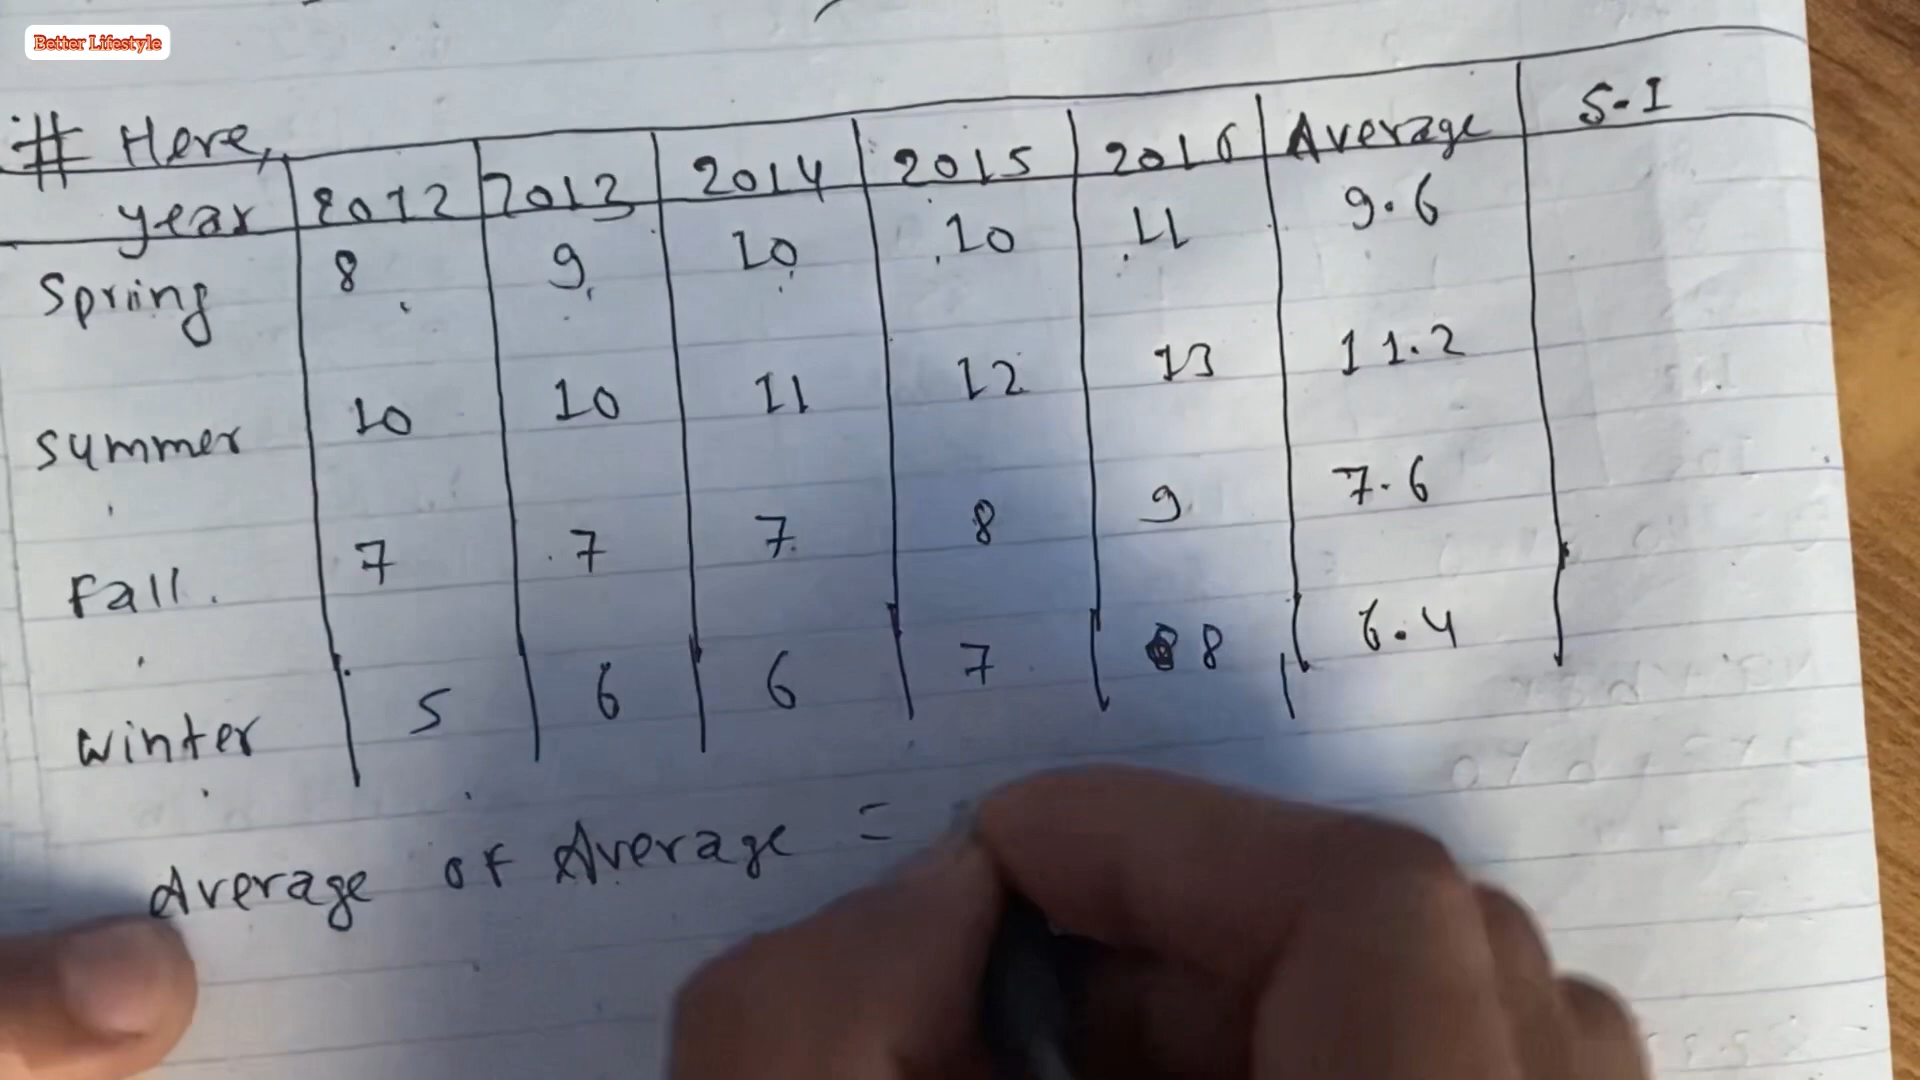 Better Lifestyle
# Here,
year 2012 2013 2014 2015 2016 Average S-I
Spring 8 9 10 10 11 9.6
Summer 10 10 11 12 13 11.2
Fall. 7 7 7 8 9 7.6
Winter 5 6 6 7 8 6.4
Average of Average =